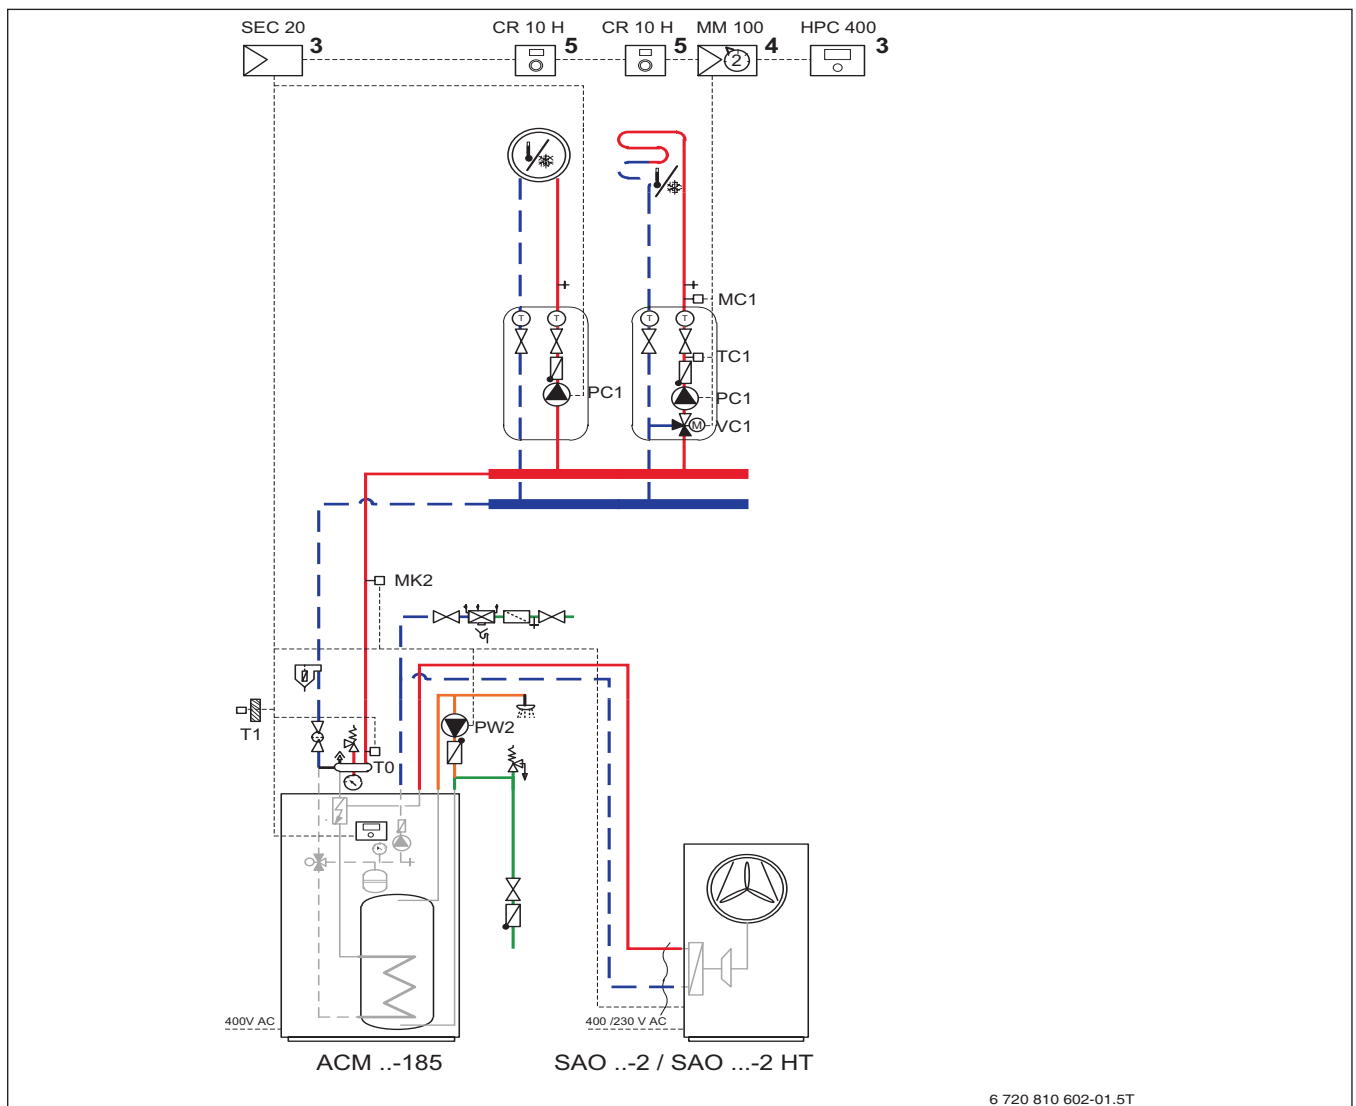 SEC 20
3
CR 10 H
5
CR 10 H
5
MM 100
4
2
HPC 400
3
MC1
T
T
T
T
TC1
PC1
PC1
M
VC1
MK2
T1
PW2
T0
400V AC
400 /230 V AC
ACM ..-185
SAO ..-2 / SAO ...-2 HT
6 720 810 602-01.5T